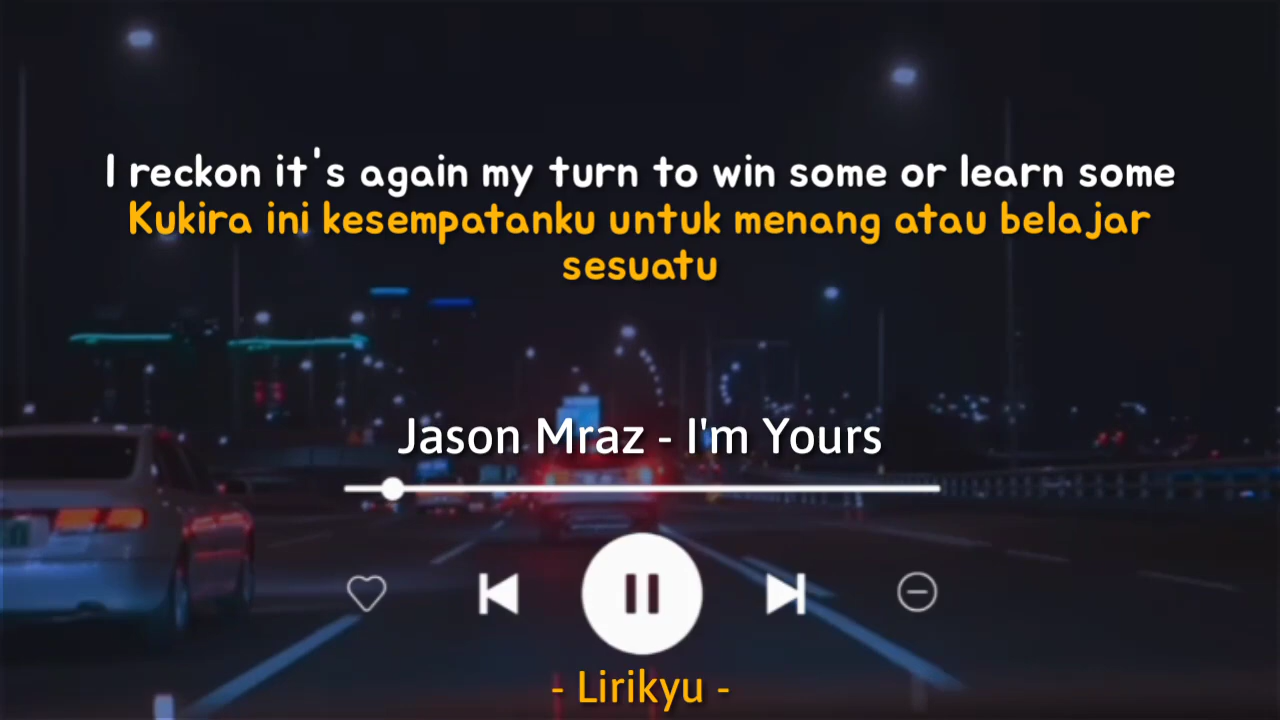 I reckon it's again my turn to win some or learn some
Kukira ini kesempatanku untuk menang atau belajar
sesuatu
Jason Mraz - I'm Yours
- Lirikyu -